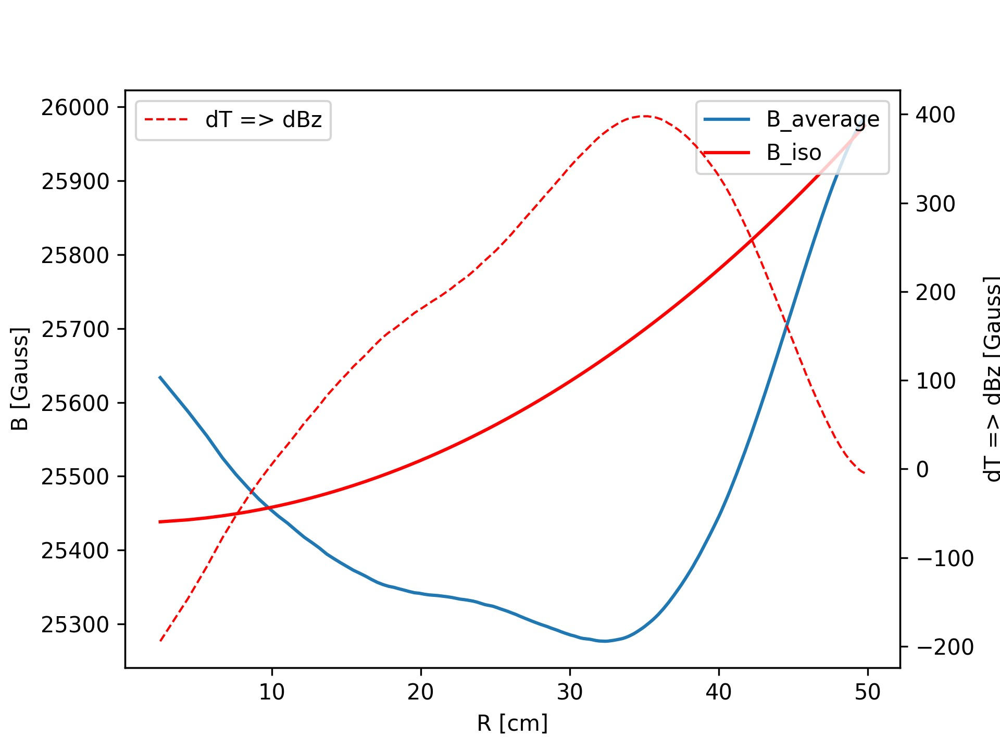 dT => dBz
B_average
B_iso
26000
25900
25800
25700
25600
25500
25400
25300
B [Gauss]
400
300
200
100
0
−100
−200
dT => dBz [Gauss]
10 20 30 40 50
R [cm]